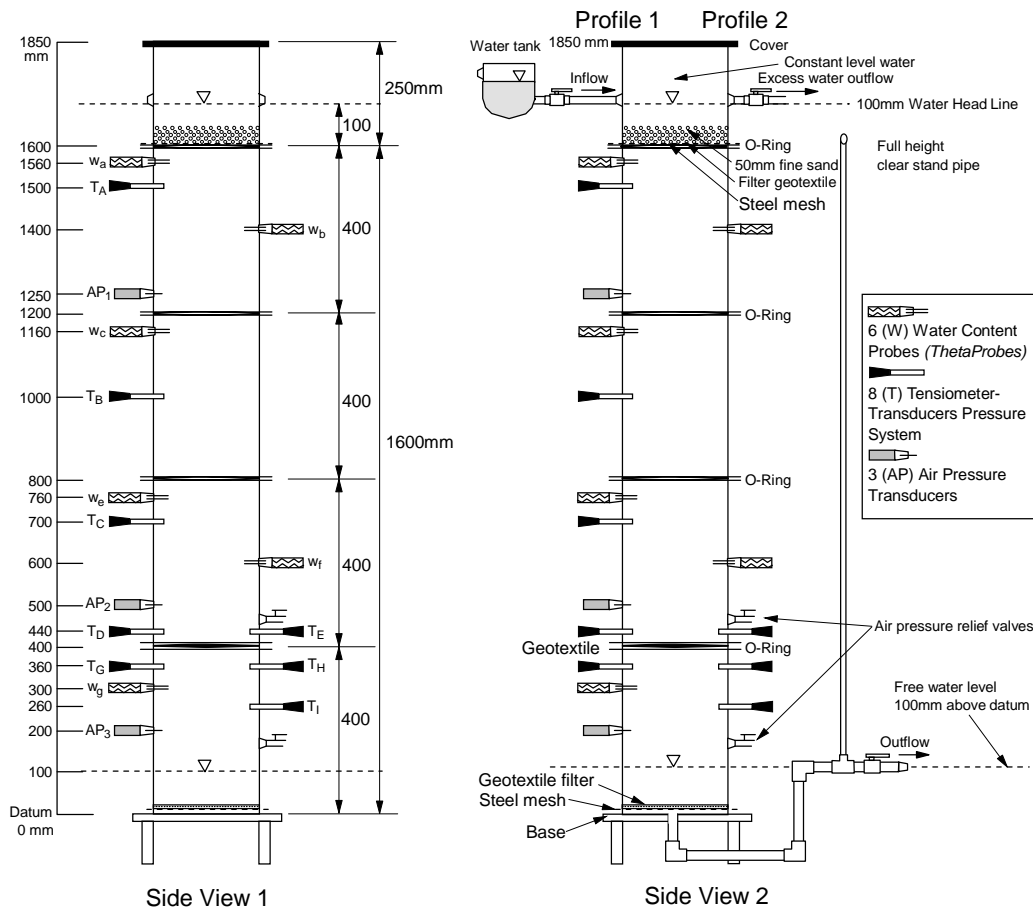 Profile 1
Profile 2
1850
mm
1850 mm
Cover
Water tank
Constant level water
Inflow
Excess water outflow
250mm
100mm Water Head Line
100
1600
O-Ring
Full height
clear stand pipe
1560
wa
50mm fine sand
Filter geotextile
Steel mesh
1500
TA
1400
wb
400
1250
AP1
1200
O-Ring
1160
wc
6 (W) Water Content
Probes (ThetaProbes)
8 (T) Tensiometer-
Transducers Pressure
System
3 (AP) Air Pressure
Transducers
1000
TB
400
1600mm
800
O-Ring
760
we
700
TC
600
wf
400
500
AP2
440
TD
TE
Air pressure relief valves
400
Geotextile
O-Ring
360
TG
TH
300
wg
260
TI
400
200
AP3
Free water level
100mm above datum
Outflow
100
Geotextile filter
Steel mesh
Datum
0 mm
Base
Side View 1
Side View 2